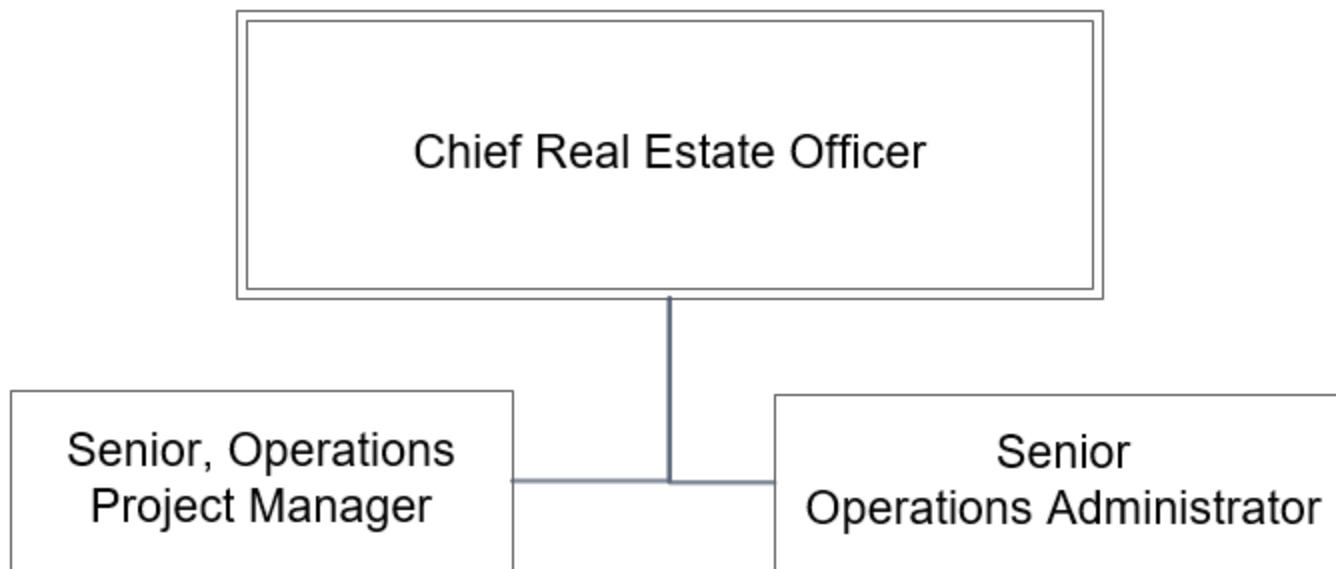 Chief Real Estate Officer
Senior, Operations
Project Manager
Senior
Operations Administrator